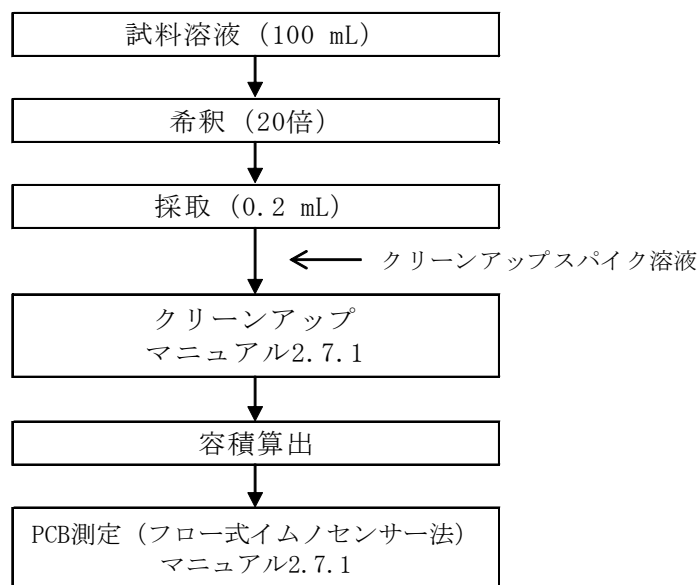 試料溶液 (100 mL)
希釈 (20倍)
採取 (0.2 mL)
クリーンアップスパイク溶液
クリーンアップ
マニュアル2.7.1
容積算出
PCB測定 (フロー式イムノセンサー法)
マニュアル2.7.1